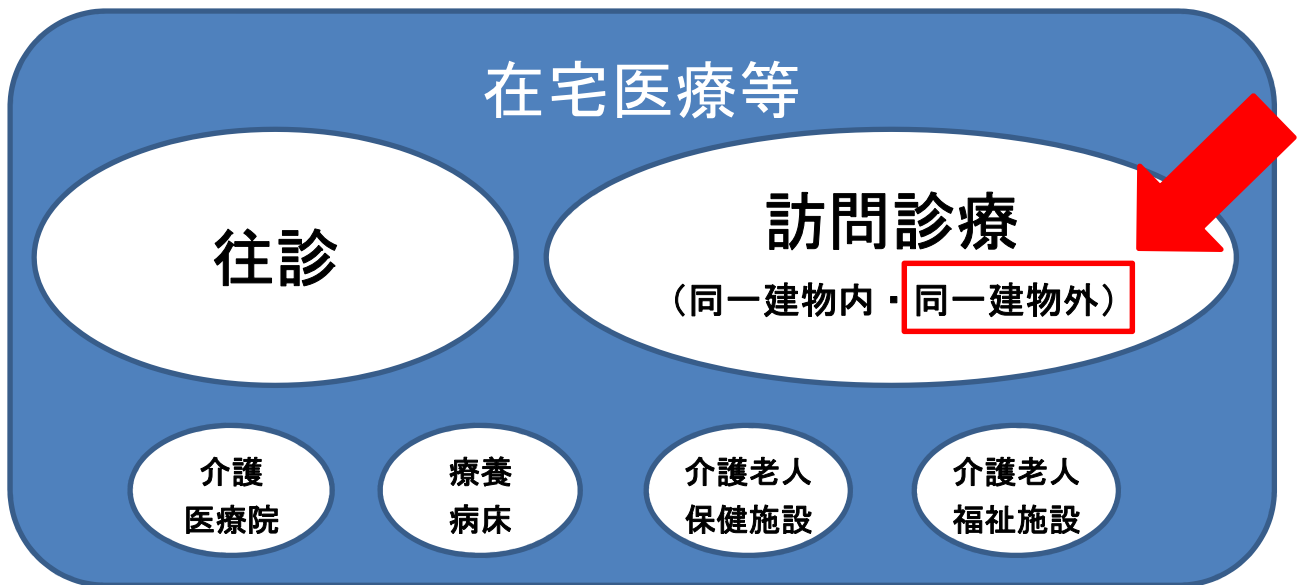 在宅医療等
往診
訪問診療
（同一建物内・同一建物外）
介護
医療院
療養
病床
介護老人
保健施設
介護老人
福祉施設